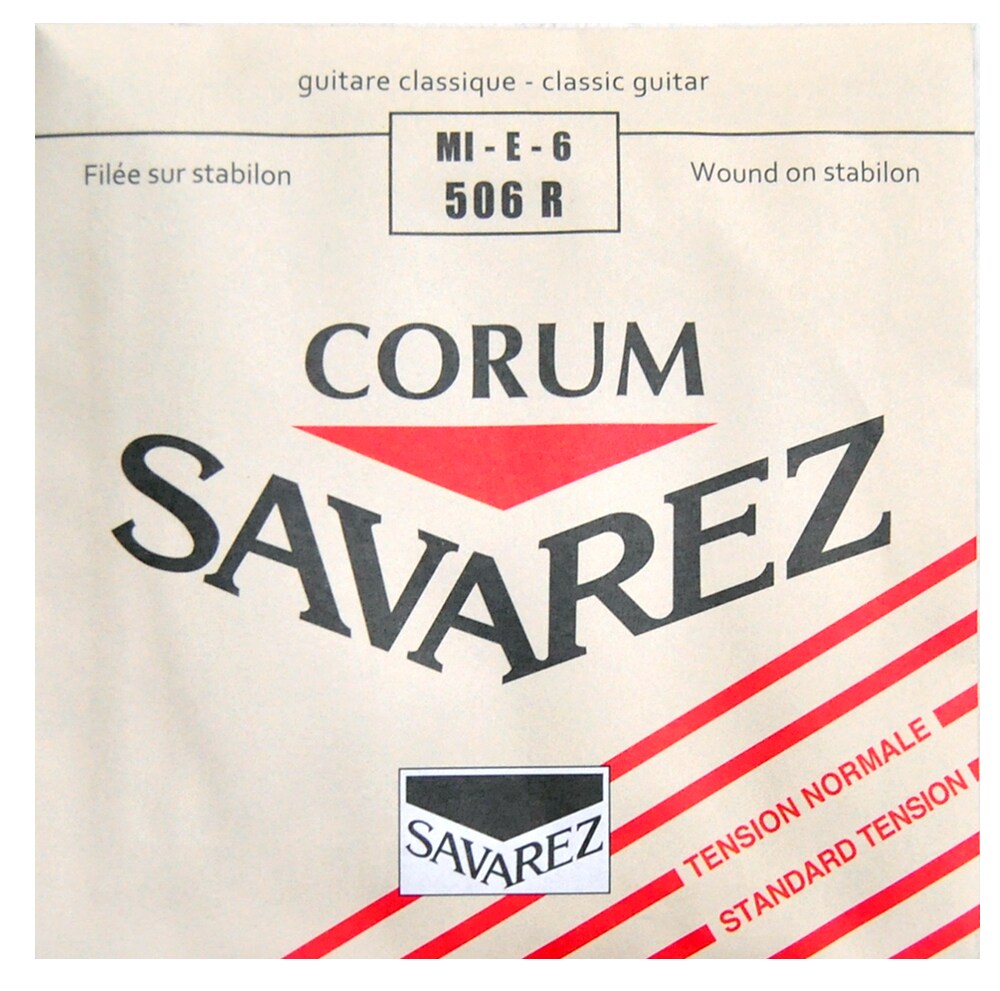 guitare classique - classic guitar
MI - E - 6
506 R
Filée sur stabilon
Wound on stabilon
CORUM
SAVAREZ
SAVAREZ
TENSION NORMALE
STANDARD TENSION